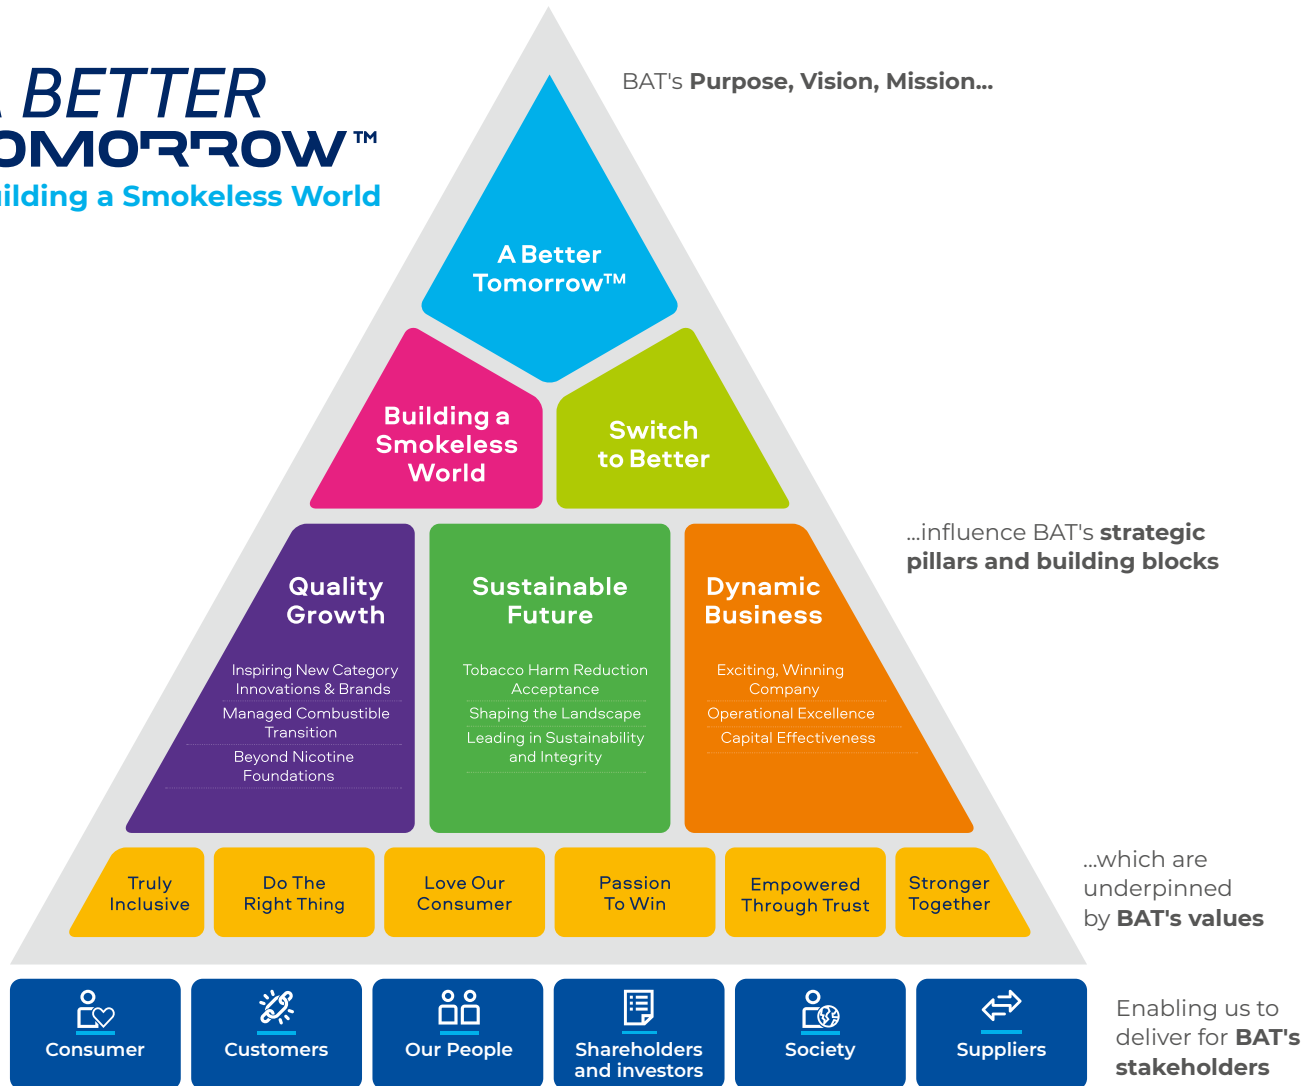 BETTER
TOMORROW™
Building a Smokeless World
BAT's Purpose, Vision, Mission...
A Better
Tomorrow™
Building a
Smokeless
World
Switch
to Better
...influence BAT's strategic
pillars and building blocks
Quality
Growth
Inspiring New Category
Innovations & Brands
Managed Combustible
Transition
Beyond Nicotine
Foundations
Sustainable
Future
Tobacco Harm Reduction
Acceptance
Shaping the Landscape
Leading in Sustainability
and Integrity
Dynamic
Business
Exciting, Winning
Company
Operational Excellence
Capital Effectiveness
...which are
underpinned
by BAT's values
Truly
Inclusive
Do The
Right Thing
Love Our
Consumer
Passion
To Win
Empowered
Through Trust
Stronger
Together
Consumer
Customers
Our People
Shareholders
and investors
Society
Suppliers
Enabling us to
deliver for BAT's
stakeholders